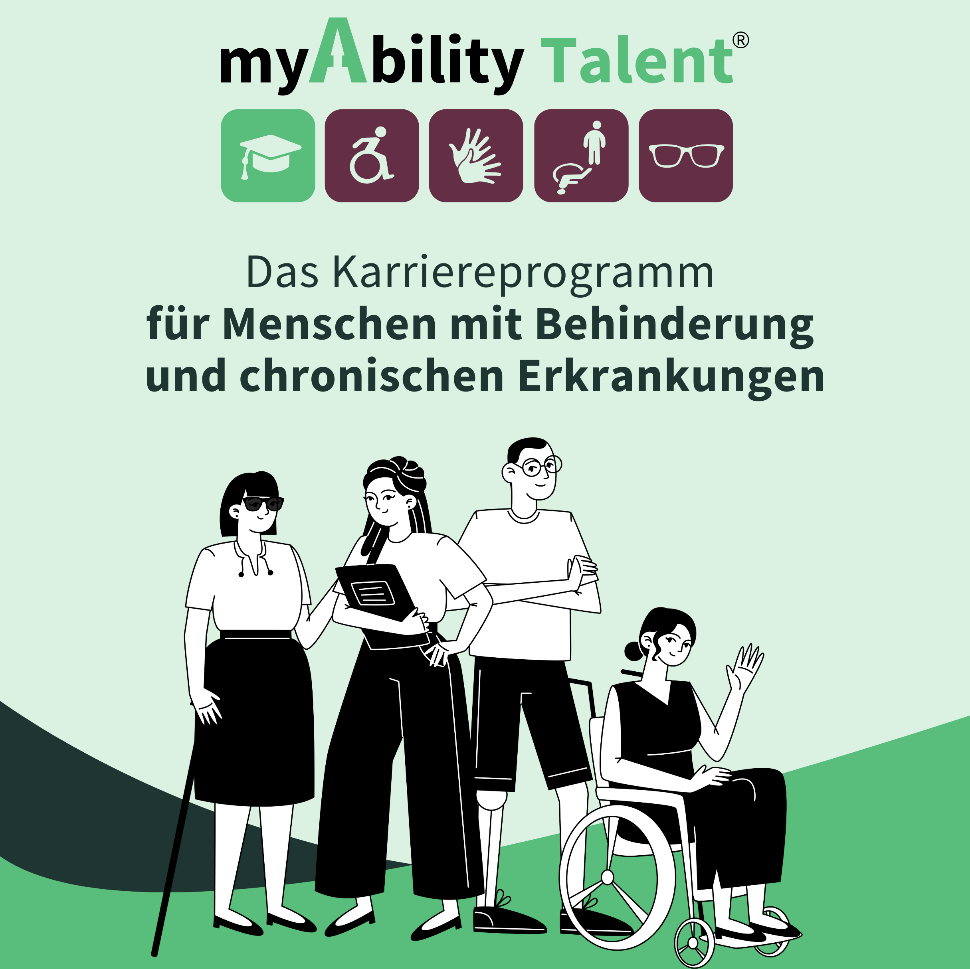 myAbility Talent®
Das Karriereprogramm
für Menschen mit Behinderung
und chronischen Erkrankungen